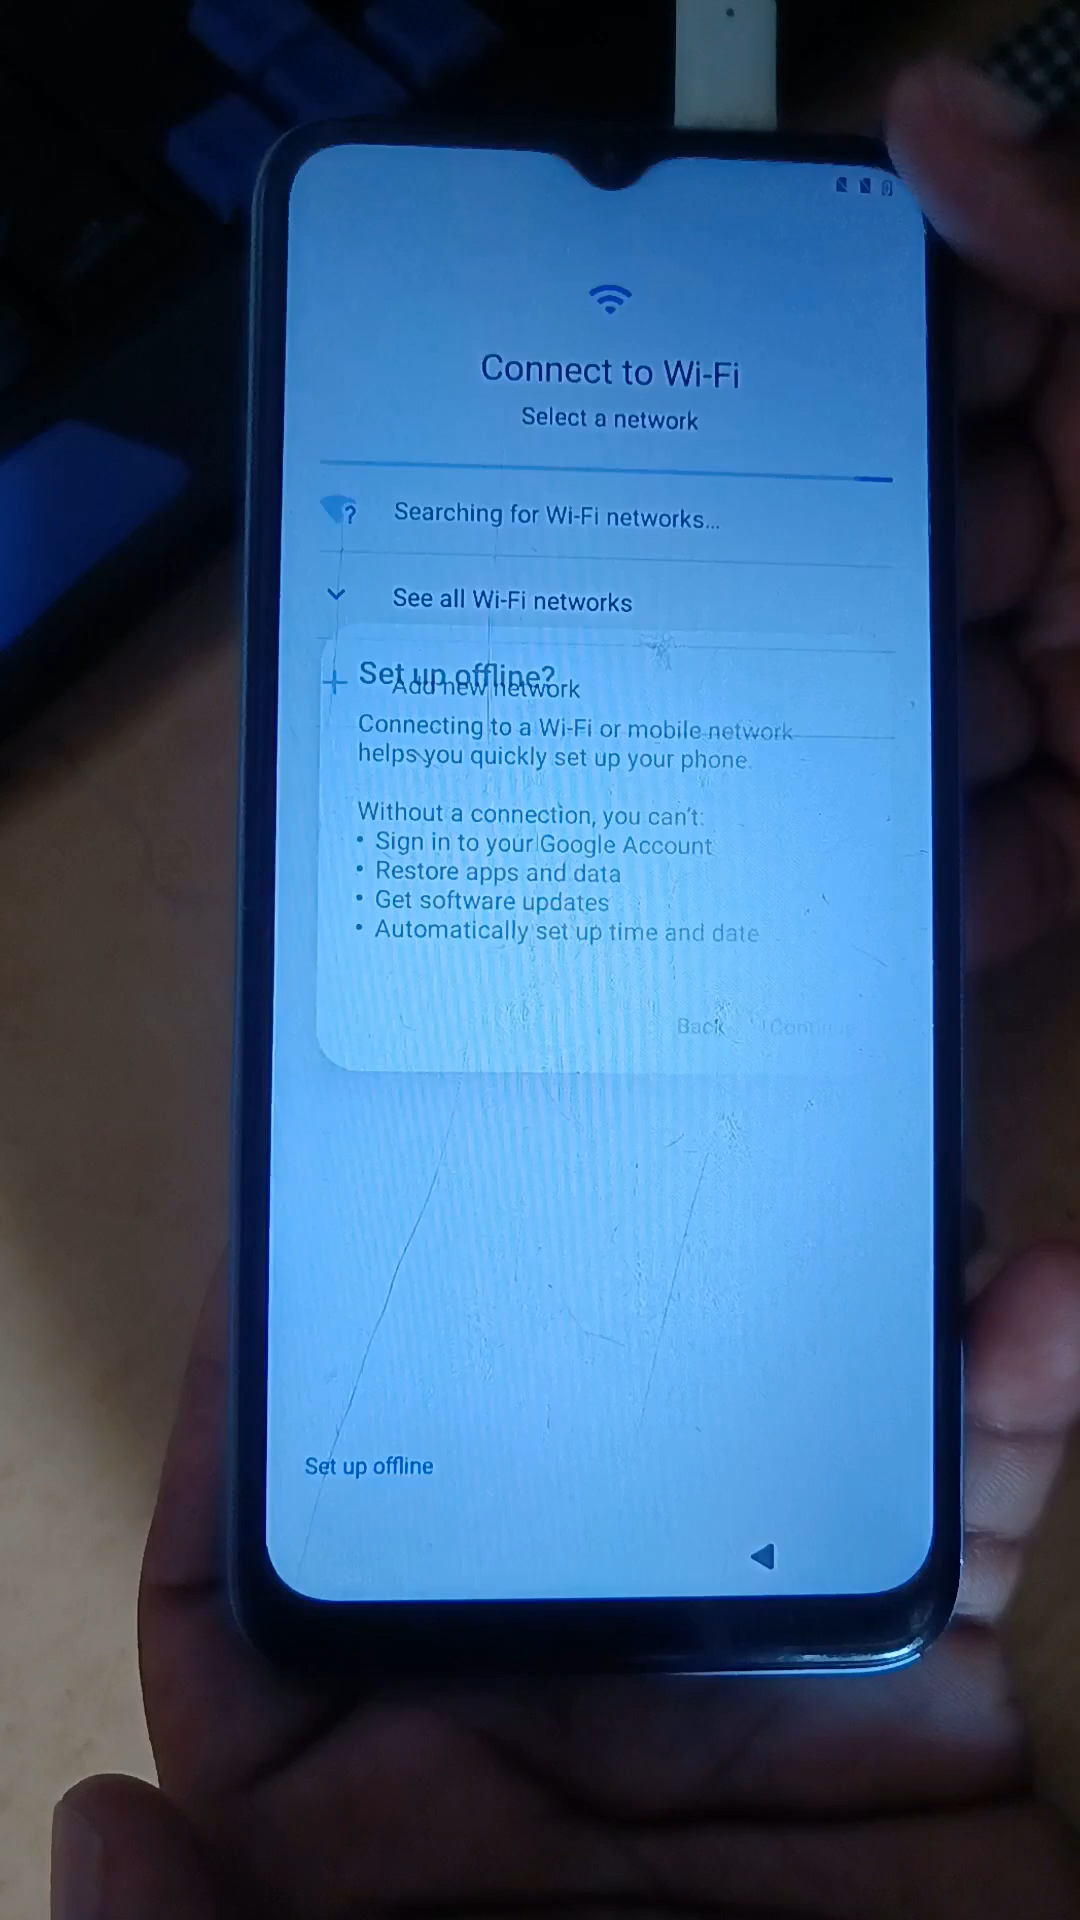 Connect to Wi-Fi
Select a network
Searching for Wi-Fi networks...
See all Wi-Fi networks
Set up offline?
Add new network
Connecting to a Wi-Fi or mobile network
helps you quickly set up your phone.
Without a connection, you can't:
• Sign in to your Google Account
• Restore apps and data
• Get software updates
• Automatically set up time and date
Back Continue
Set up offline